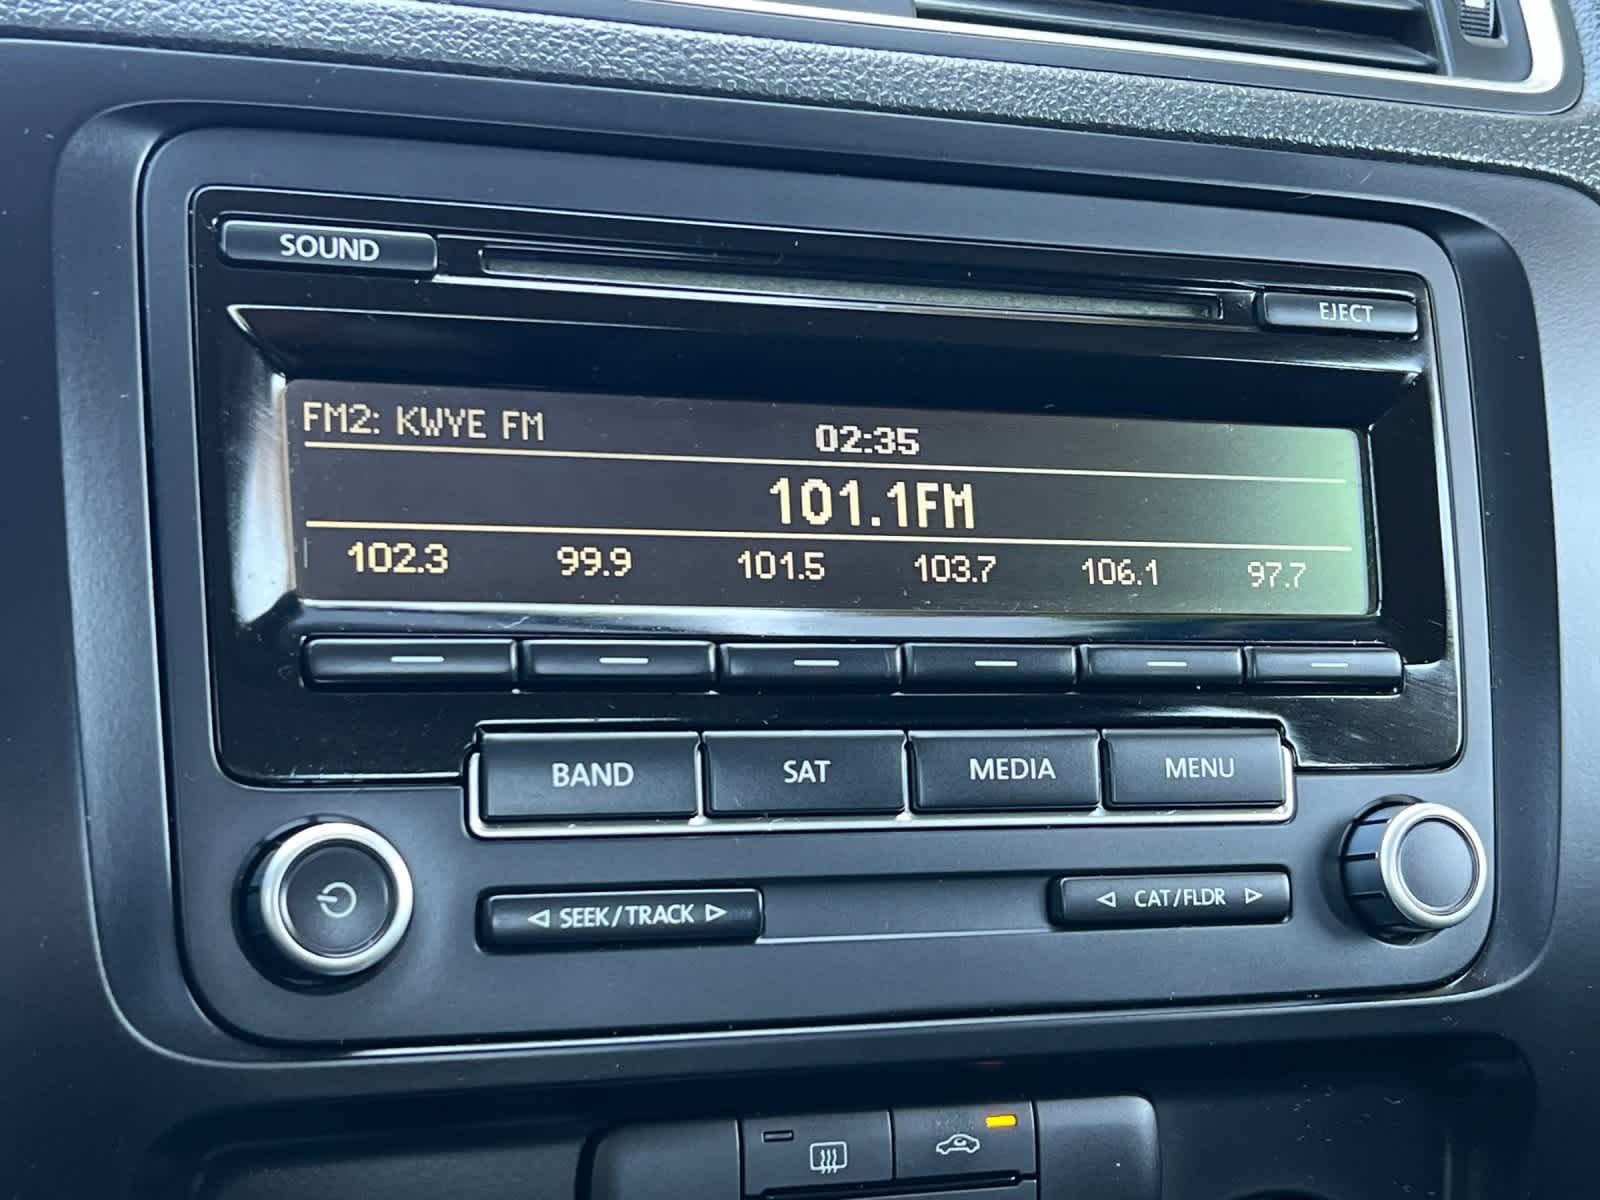 SOUND
EJECT
FM2: KWYE FM 02:35
101.1FM
102.3 99.9 101.5 103.7 106.1 97.7
BAND SAT MEDIA MENU
SEEK/TRACK CAT/FLDR